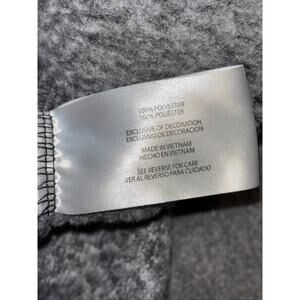 100% POLYESTER
100% POLIÉSTER
EXCLUSIVE OF DECORATION
EXCLUSIVO DE DECORACIÓN
MADE IN VIETNAM
HECHO EN VIETNAM
SEE REVERSE FOR CARE
VER AL REVERSO PARA CUIDADOS